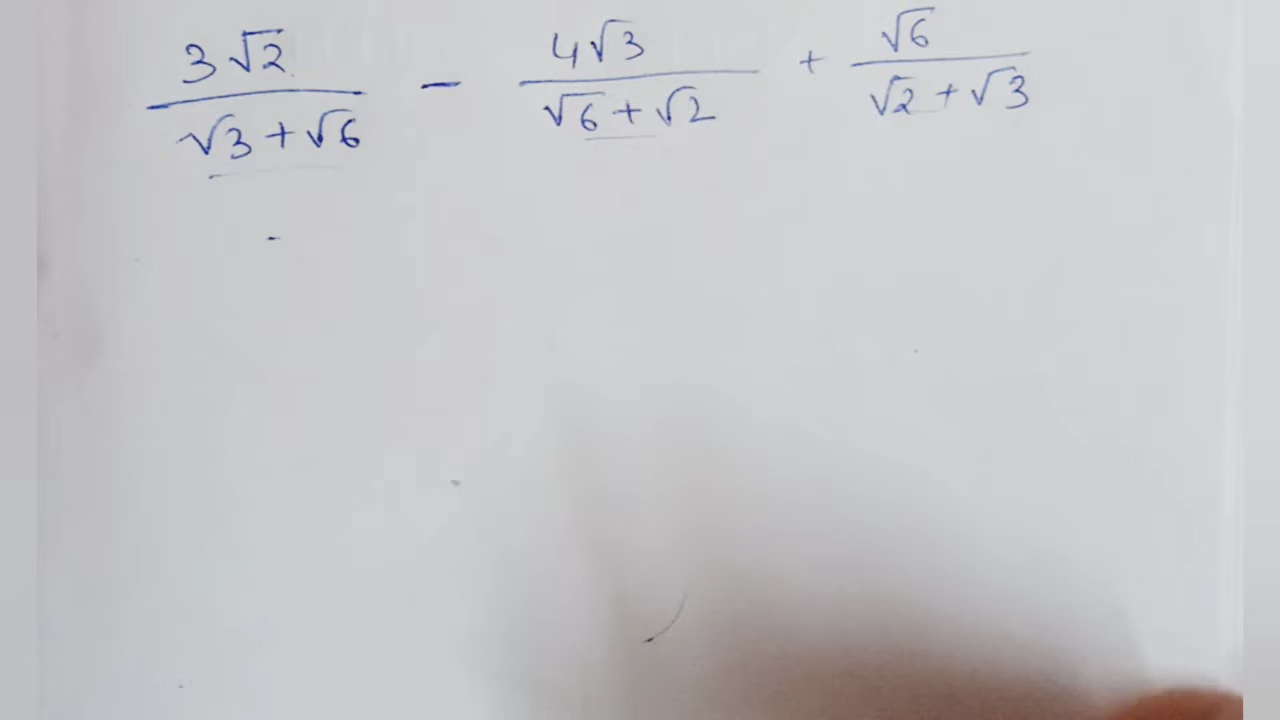 3√2 / (√3 + √6) - 4√3 / (√6 + √2) + √6 / (√2 + √3)